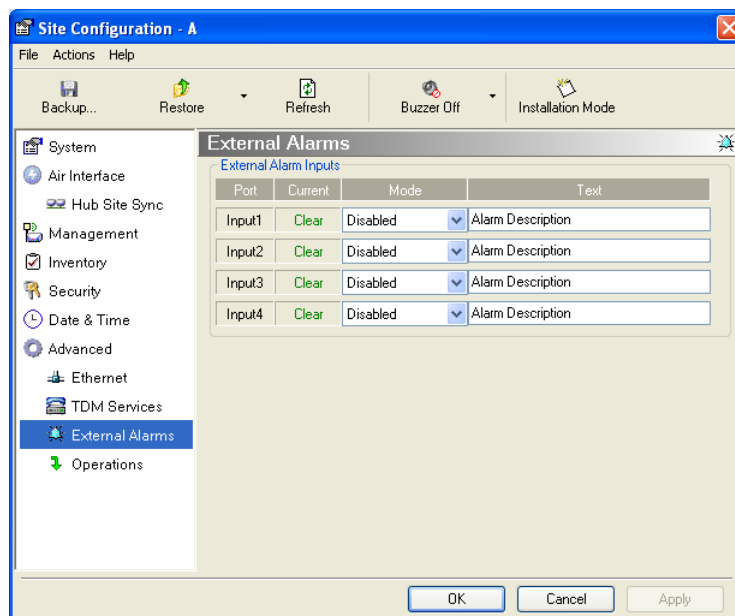 Site Configuration - A
File Actions Help
Backup... Restore Refresh Buzzer Off Installation Mode
System
Air Interface
Hub Site Sync
Management
Inventory
Security
Date & Time
Advanced
Ethernet
TDM Services
External Alarms
Operations
External Alarms
External Alarm Inputs
Port Current Mode Text
Input1 Clear Disabled Alarm Description
Input2 Clear Disabled Alarm Description
Input3 Clear Disabled Alarm Description
Input4 Clear Disabled Alarm Description
OK Cancel Apply